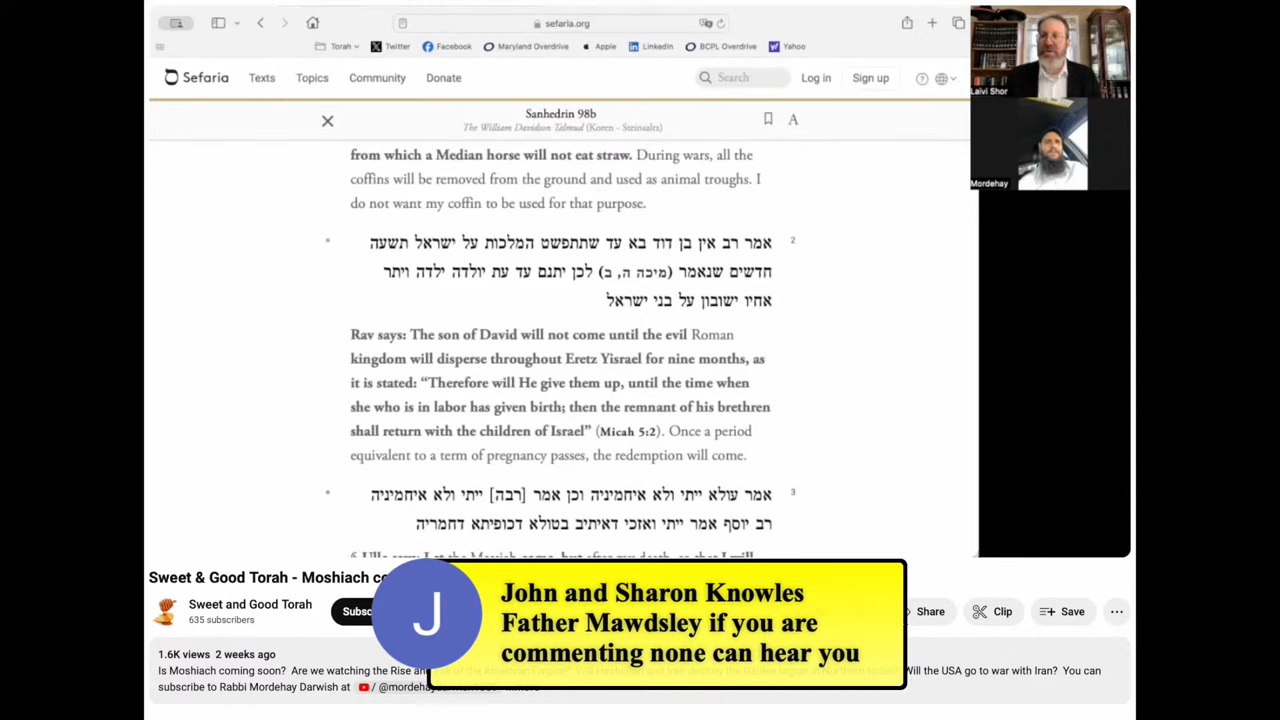 sefaria.org
Torah
Twitter
Facebook
Maryland Overdrive
Apple
LinkedIn
BCPL Overdrive
Yahoo
Sefaria
Texts
Topics
Community
Donate
Search
Log in
Sign up
Sanhedrin 98b
The William Davidson Talmud (Koren - Steinsaltz)
A
Laivi Shor
Mordehay
from which a Median horse will not eat straw. During wars, all the
coffins will be removed from the ground and used as animal troughs. I
do not want my coffin to be used for that purpose.
2
אמר רב אין בן דוד בא עד שתתפשט המלכות על ישראל תשעה
חדשים שנאמר (מיכה ה, ב) לכן יתנם עד עת יולדה ילדה ויתר
אחיו ישובון על בני ישראל
Rav says: The son of David will not come until the evil Roman
kingdom will disperse throughout Eretz Yisrael for nine months, as
it is stated: “Therefore will He give them up, until the time when
she who is in labor has given birth; then the remnant of his brethren
shall return with the children of Israel” (Micah 5:2). Once a period
equivalent to a term of pregnancy passes, the redemption will come.
3
אמר עולא ייתי ולא איחמיניה וכן אמר [רבה] ייתי ולא איחמיניה
רב יוסף אמר ייתי ואזכי דאיתיב בטולא דכופיתא דחמריה
Sweet & Good Torah - Moshiach
Sweet and Good Torah
635 subscribers
Share
Clip
Save
J
John and Sharon Knowles
Father Mawdsley if you are
commenting none can hear you
1.6K views 2 weeks ago
Is Moshiach coming soon? Are we watching the Rise and
Will the USA go to war with Iran? You can
subscribe to Rabbi Mordehay Darwish at